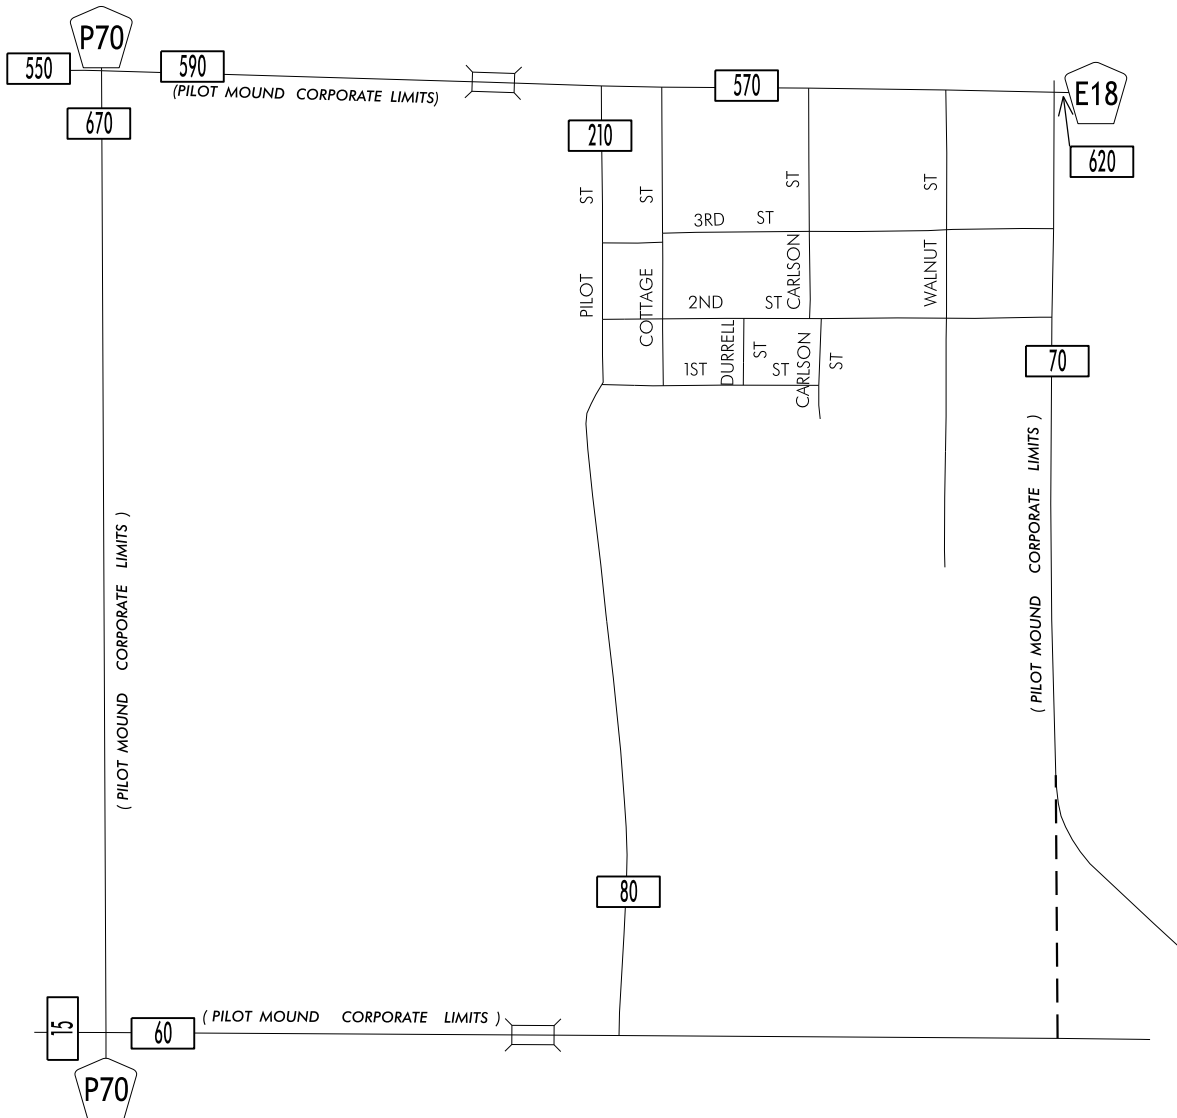 P70
550
590
(PILOT MOUND CORPORATE LIMITS)
570
E18
670
210
620
PILOT ST
COTTAGE ST
CARLSON ST
WALNUT ST
3RD ST
2ND ST
1ST ST
DURRELL ST
CARLSON ST
70
( PILOT MOUND CORPORATE LIMITS )
( PILOT MOUND CORPORATE LIMITS )
80
15
60
( PILOT MOUND CORPORATE LIMITS )
P70